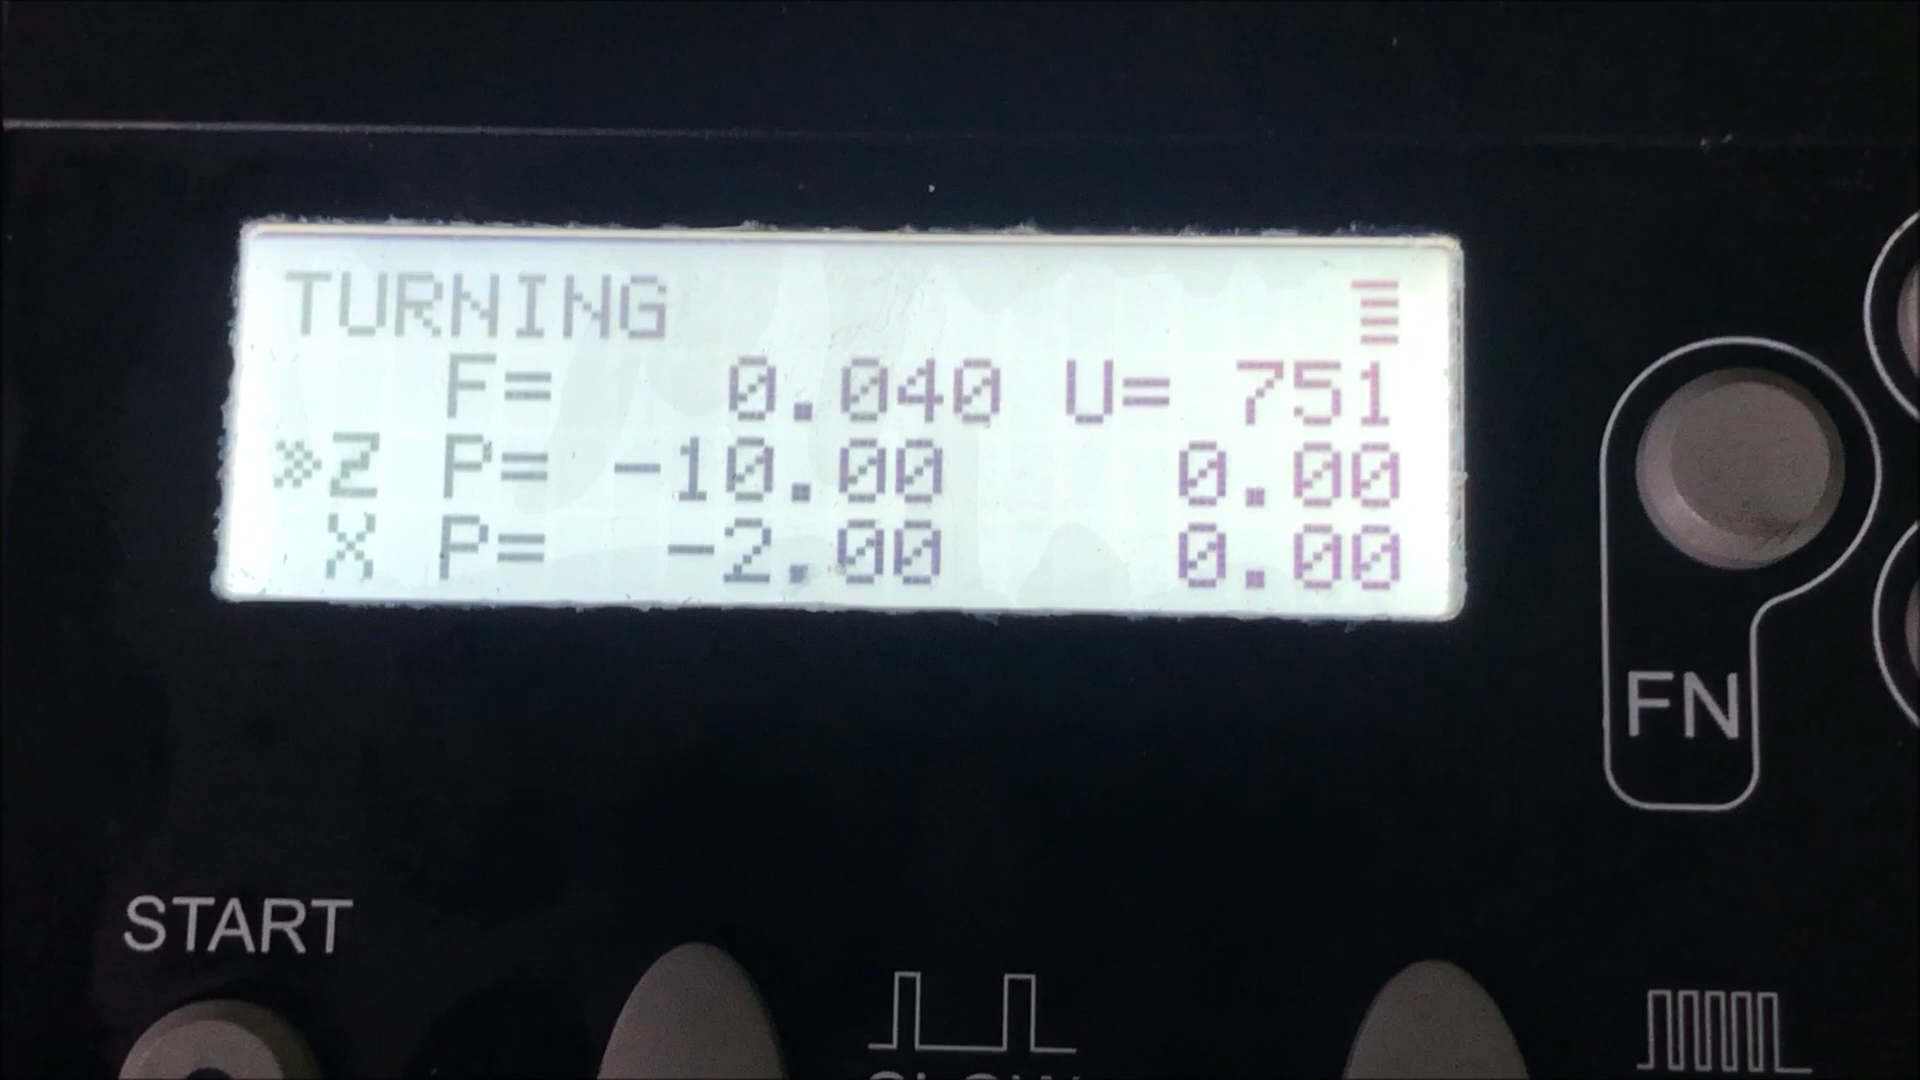 TURNING
F= 0.040 U= 751
»Z P= -10.00 0.00
X P= -2.00 0.00
FN
START